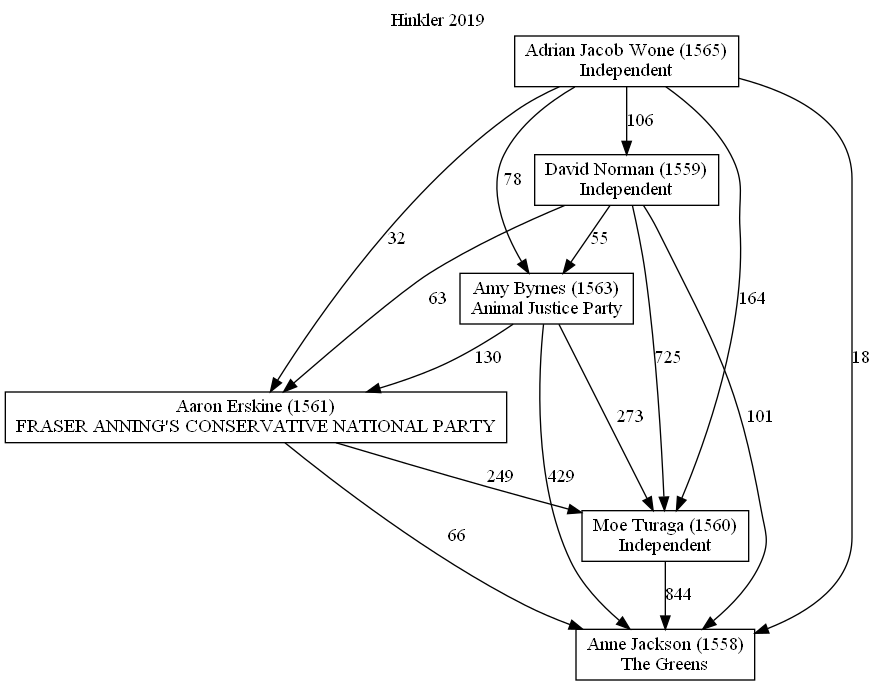 Hinkler 2019
Adrian Jacob Wone (1565)
Independent
106
David Norman (1559)
Independent
78
32
55
63
164
Amy Byrnes (1563)
Animal Justice Party
130
725
18
Aaron Erskine (1561)
FRASER ANNING'S CONSERVATIVE NATIONAL PARTY
273
101
249
429
Moe Turaga (1560)
Independent
66
844
Anne Jackson (1558)
The Greens